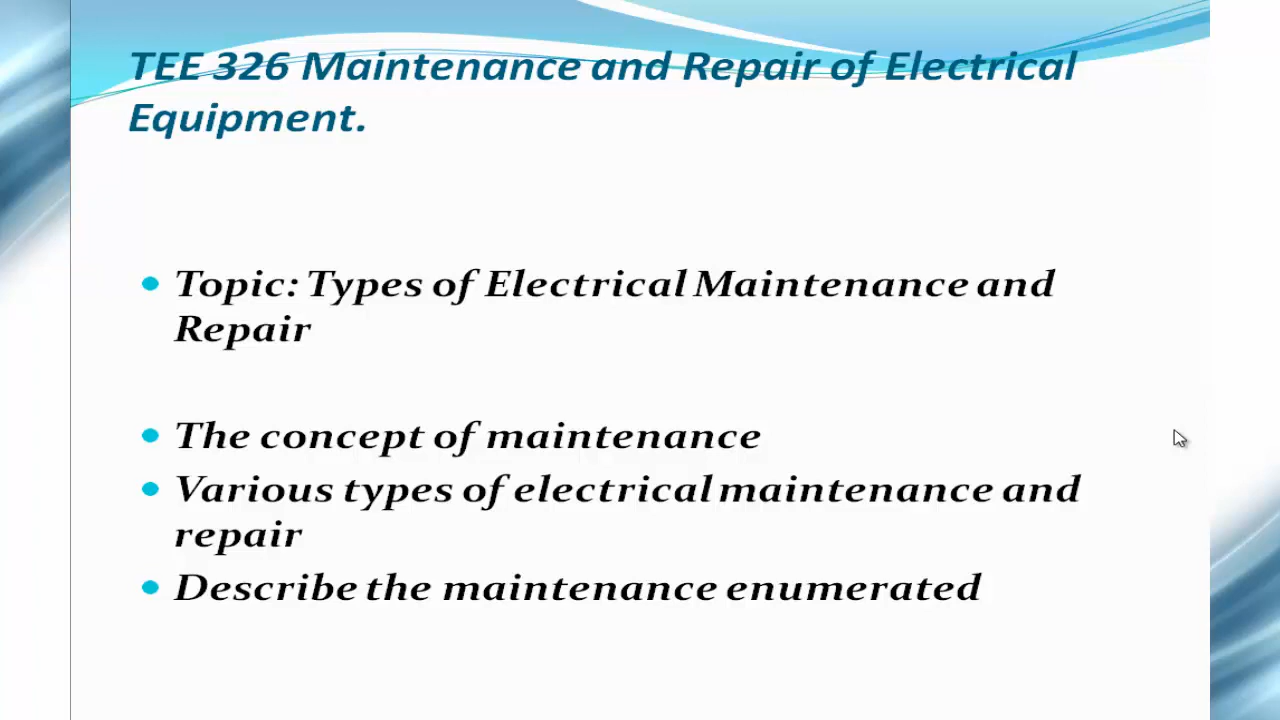 TEE 326 Maintenance and Repair of Electrical
Equipment.
Topic: Types of Electrical Maintenance and
Repair
The concept of maintenance
Various types of electrical maintenance and
repair
Describe the maintenance enumerated